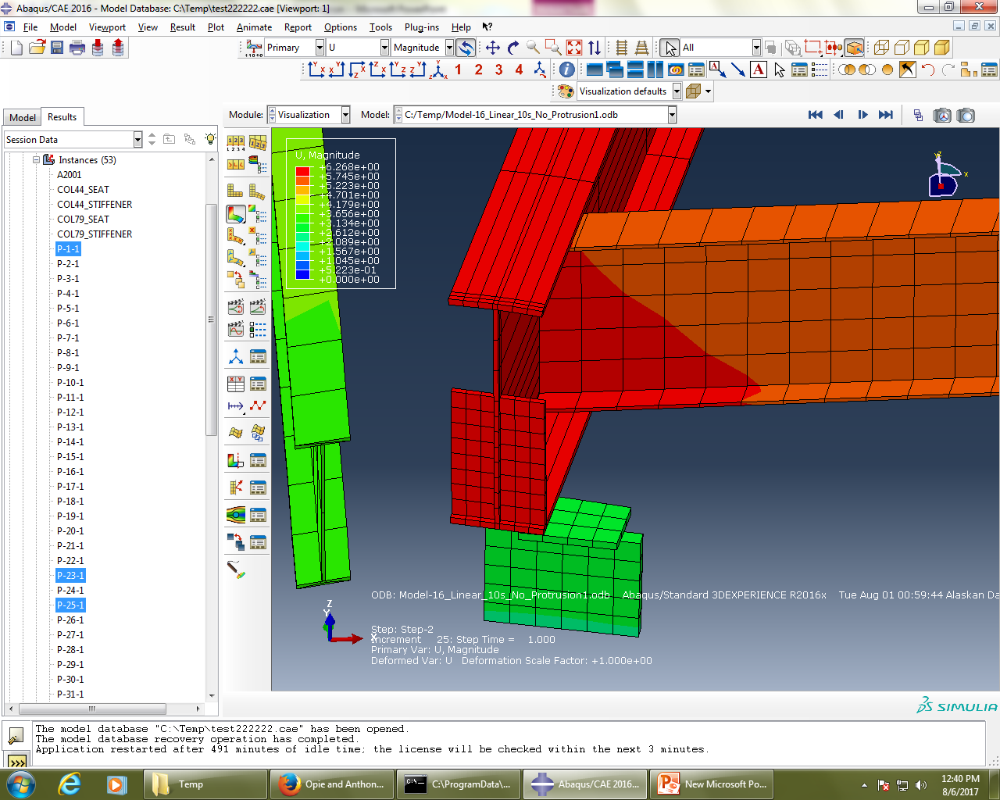 Abaqus/CAE 2016 - Model Database: C:\Temp\test222222.cae [Viewport: 1]
File Model Viewport View Result Plot Animate Report Options Tools Plug-ins Help
Primary U Magnitude All
1 2 3 4
Visualization defaults
Model Results
Module: Visualization Model: C:/Temp/Model-16_Linear_10s_No_Protrusion1.odb
Session Data
Instances (53)
A2001
COL44_SEAT
COL44_STIFFENER
COL79_SEAT
COL79_STIFFENER
P-1-1
P-2-1
P-3-1
P-4-1
P-5-1
P-6-1
P-7-1
P-8-1
P-9-1
P-10-1
P-11-1
P-12-1
P-13-1
P-14-1
P-15-1
P-16-1
P-17-1
P-18-1
P-19-1
P-20-1
P-21-1
P-22-1
P-23-1
P-24-1
P-25-1
P-26-1
P-27-1
P-28-1
P-29-1
P-30-1
P-31-1
U, Magnitude
+6.268e+00
+5.745e+00
+5.223e+00
+4.701e+00
+4.179e+00
+3.656e+00
+3.134e+00
+2.612e+00
+2.089e+00
+1.567e+00
+1.045e+00
+5.223e-01
+0.000e+00
ODB: Model-16_Linear_10s_No_Protrusion1.odb Abaqus/Standard 3DEXPERIENCE R2016x Tue Aug 01 00:59:44 Alaskan Da
Z
Y
X
Step: Step-2
Increment 25: Step Time = 1.000
Primary Var: U, Magnitude
Deformed Var: U Deformation Scale Factor: +1.000e+00
SIMULIA
The model database "C:\Temp\test222222.cae" has been opened.
The model database recovery operation has completed.
Application restarted after 491 minutes of idle time; the license will be checked within the next 3 minutes.
>>>
Temp
Opie and Anthon...
C:\ProgramData\...
Abaqus/CAE 2016...
New Microsoft Po...
12:40 PM
8/6/2017